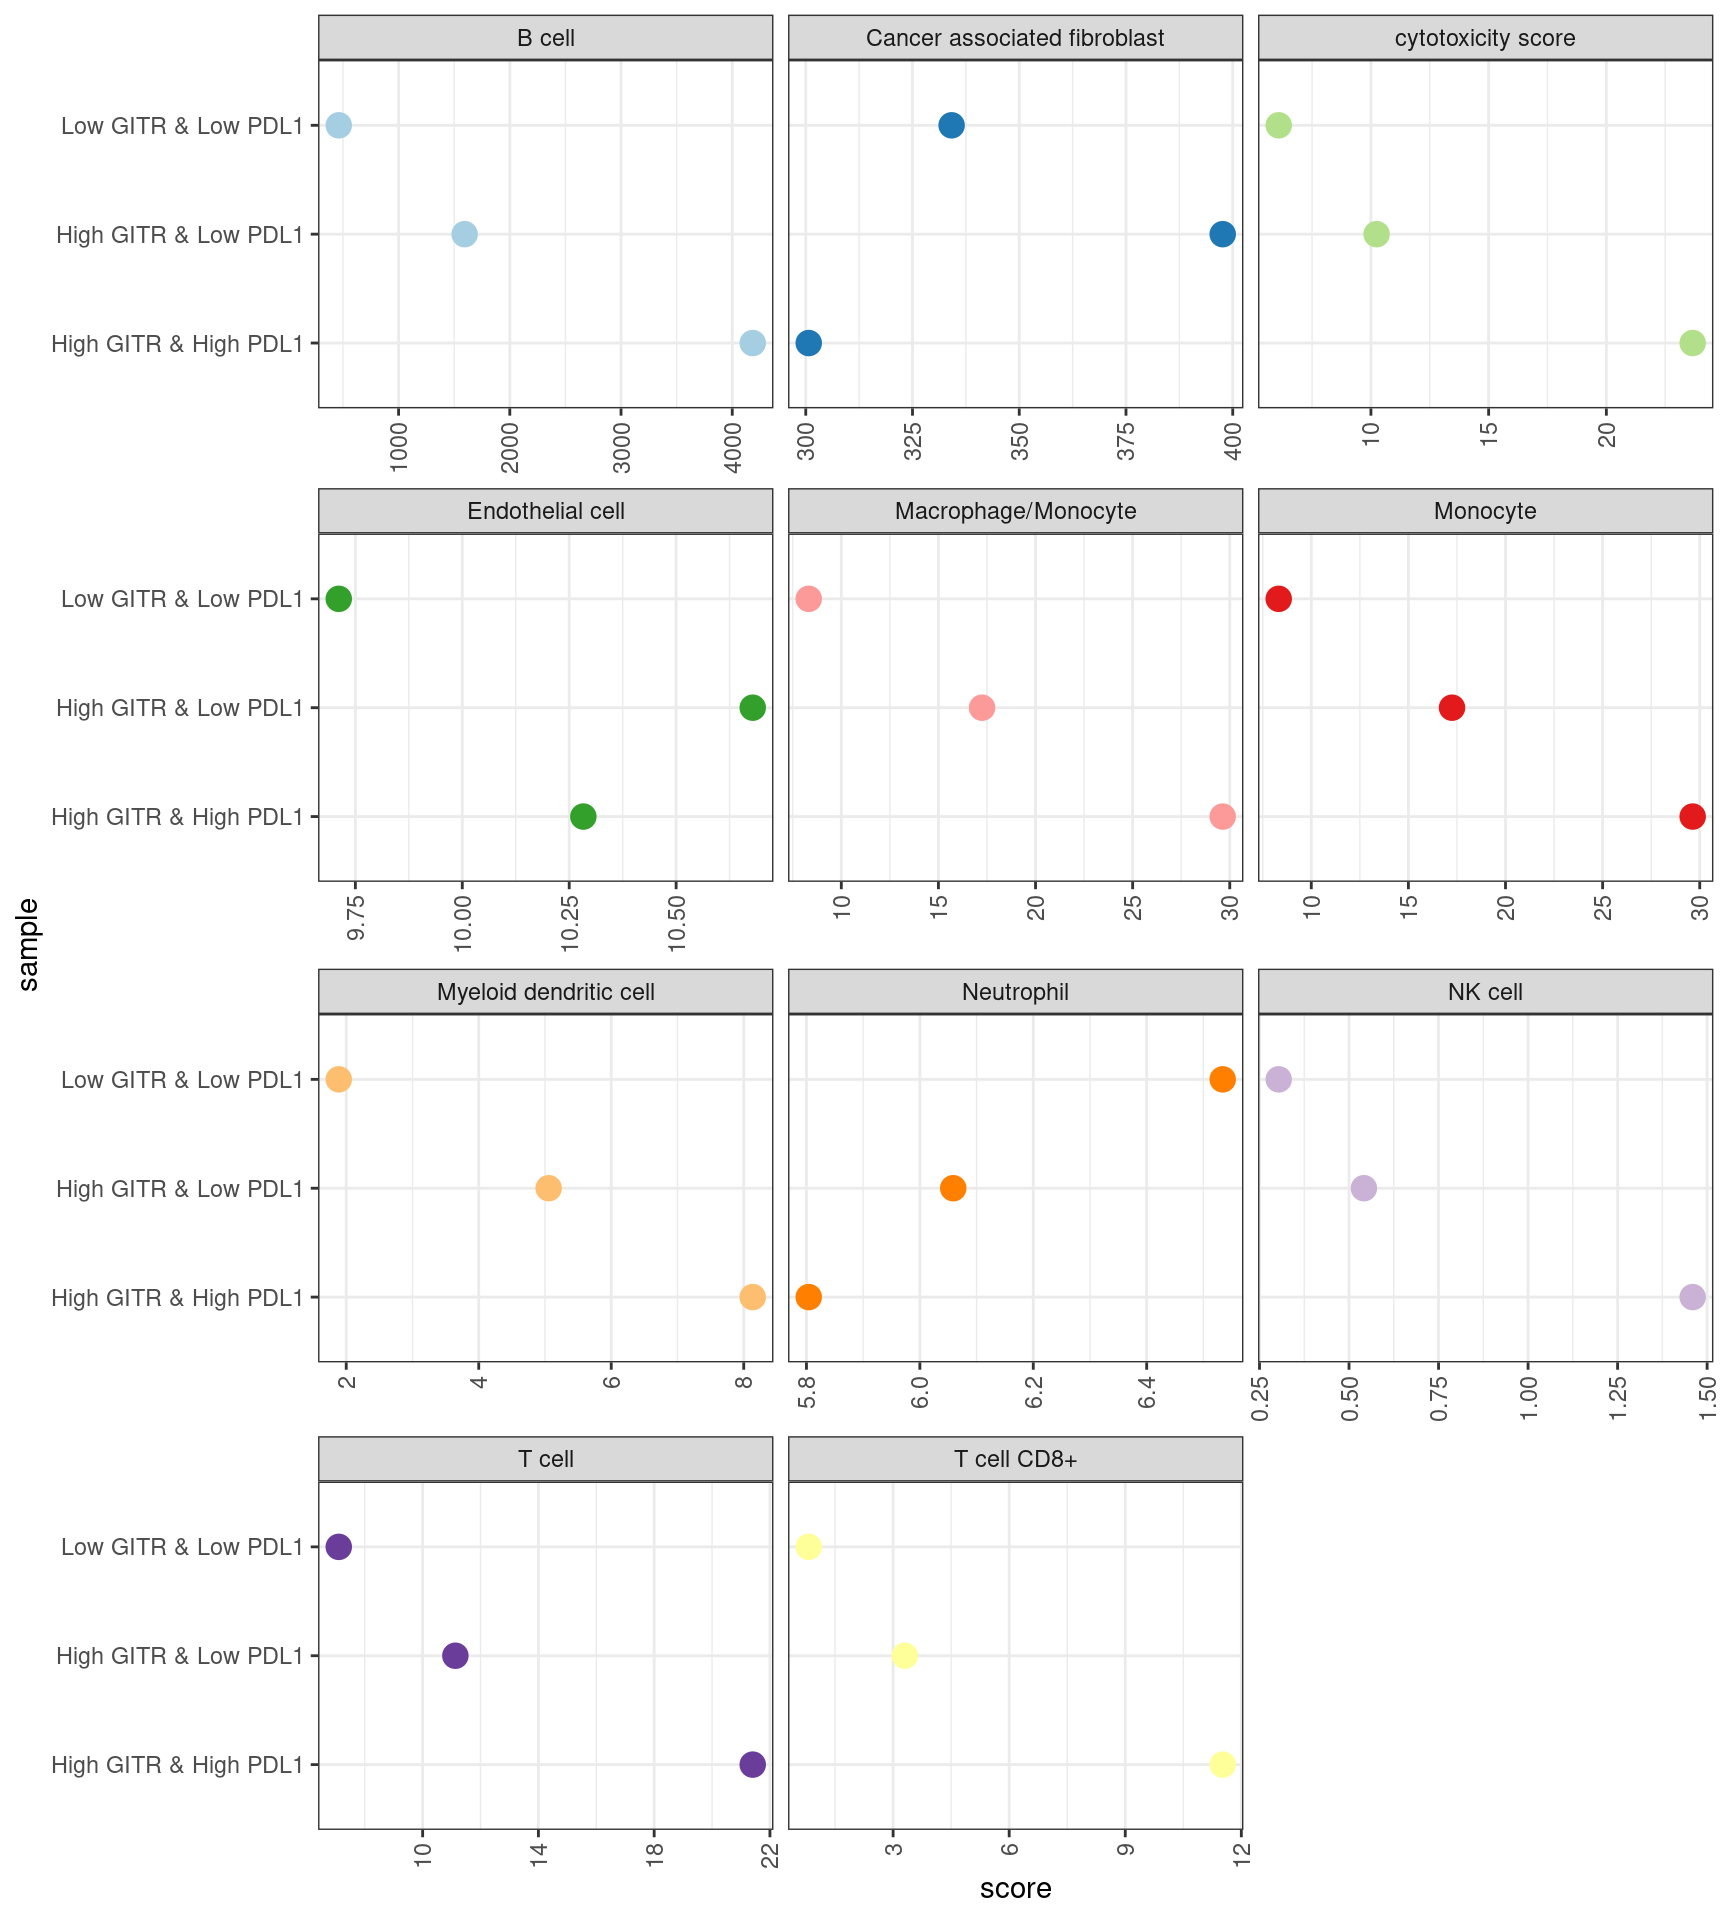 B cell
Cancer associated fibroblast
cytotoxicity score
Low GITR & Low PDL1
High GITR & Low PDL1
High GITR & High PDL1
1000 2000 3000 4000
300 325 350 375 400
10 15 20
Endothelial cell
Macrophage/Monocyte
Monocyte
Low GITR & Low PDL1
High GITR & Low PDL1
High GITR & High PDL1
9.75 10.00 10.25 10.50
10 15 20 25 30
10 15 20 25 30
sample
Myeloid dendritic cell
Neutrophil
NK cell
Low GITR & Low PDL1
High GITR & Low PDL1
High GITR & High PDL1
2 4 6 8
5.8 6.0 6.2 6.4
0.25 0.50 0.75 1.00 1.25 1.50
T cell
T cell CD8+
Low GITR & Low PDL1
High GITR & Low PDL1
High GITR & High PDL1
10 14 18 22
3 6 9 12
score